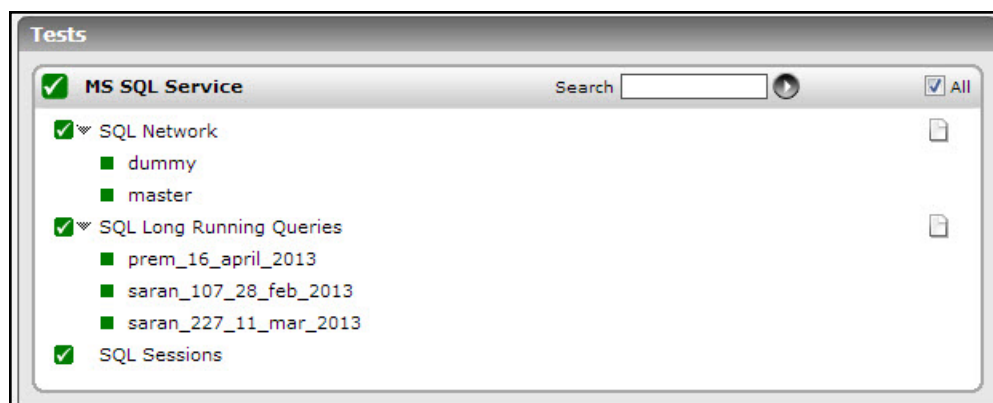 Tests
MS SQL Service Search All
SQL Network
dummy
master
SQL Long Running Queries
prem_16_april_2013
saran_107_28_feb_2013
saran_227_11_mar_2013
SQL Sessions